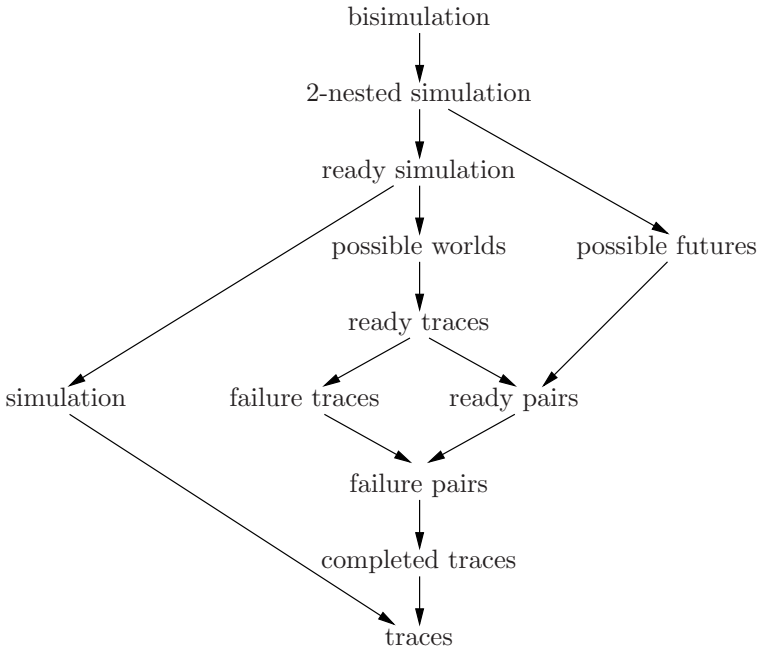 bisimulation
2-nested simulation
ready simulation
possible worlds
possible futures
ready traces
simulation
failure traces
ready pairs
failure pairs
completed traces
traces